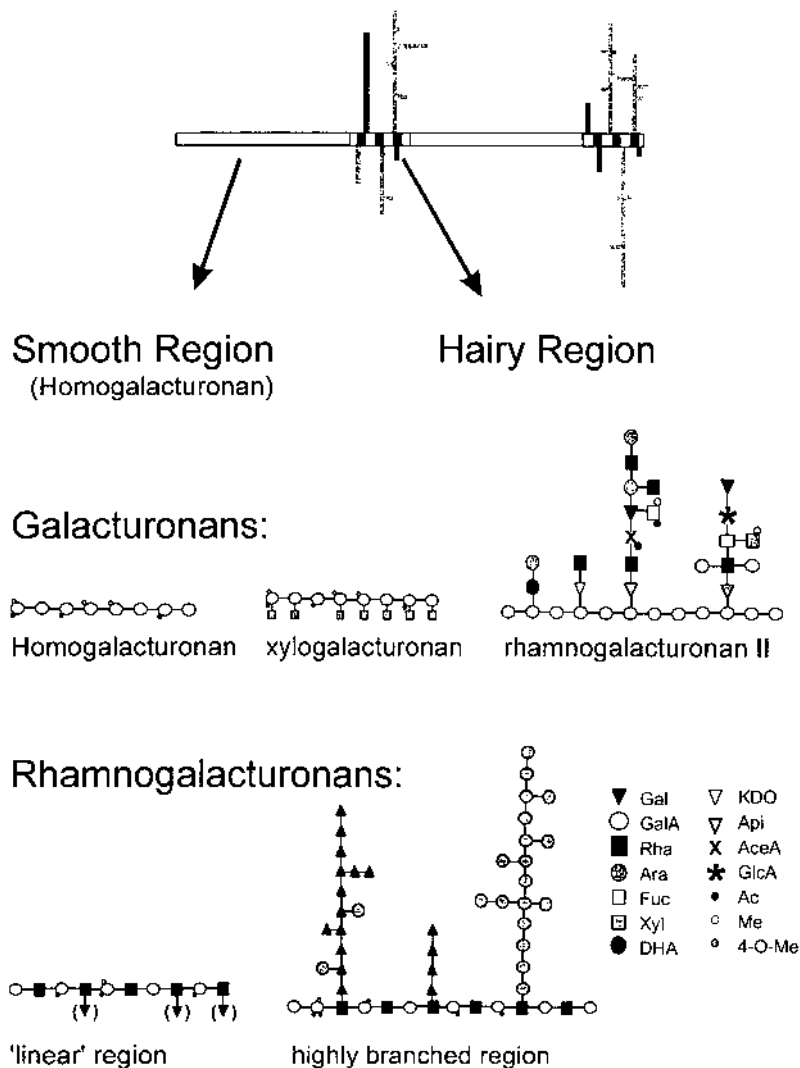 Smooth Region
(Homogalacturonan)
Hairy Region
Galacturonans:
Homogalacturonan
xylogalacturonan
rhamnogalacturonan II
Rhamnogalacturonans:
Gal
GalA
Rha
Ara
Fuc
Xyl
DHA
KDO
Api
AceA
GlcA
Ac
Me
4-O-Me
'linear' region
highly branched region